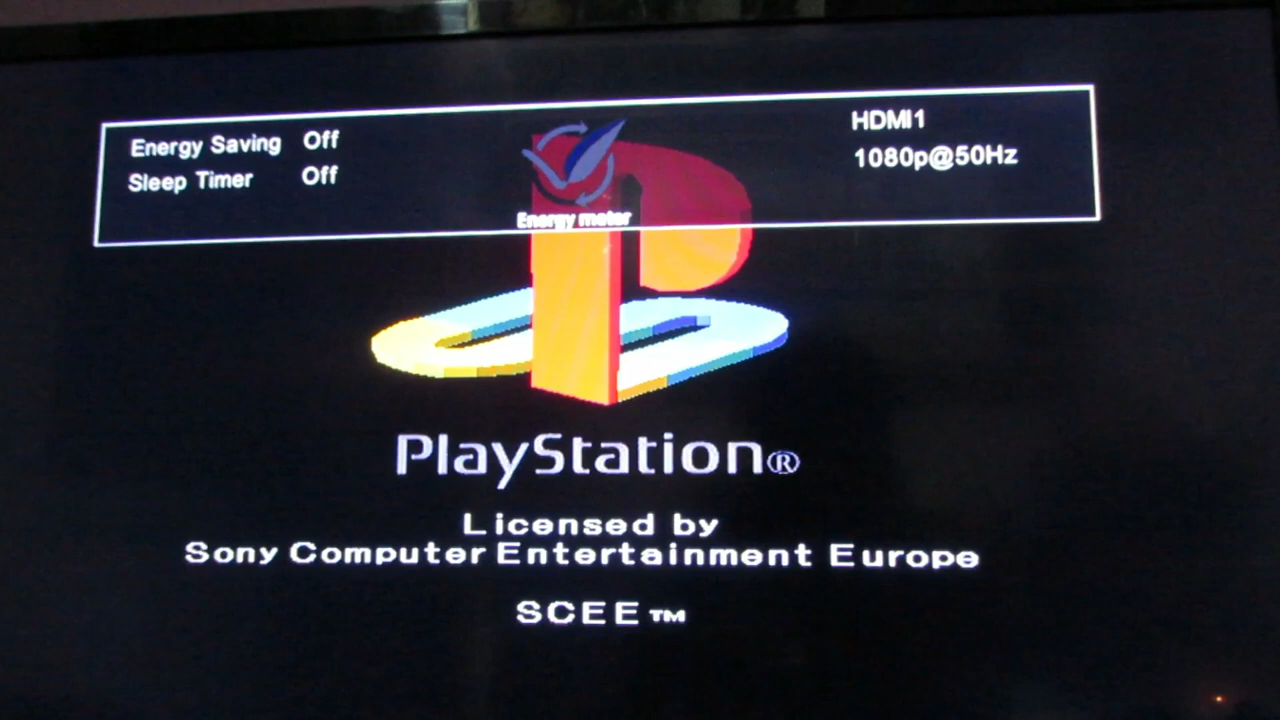 Energy Saving Off
HDMI1
Sleep Timer Off
1080p@50Hz
Energy meter
PlayStation®
Licensed by
Sony Computer Entertainment Europe
SCEE™